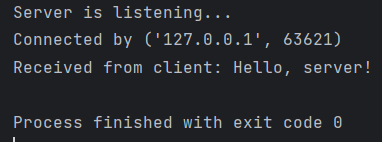 Server is listening...
Connected by ('127.0.0.1', 63621)
Received from client: Hello, server!
Process finished with exit code 0